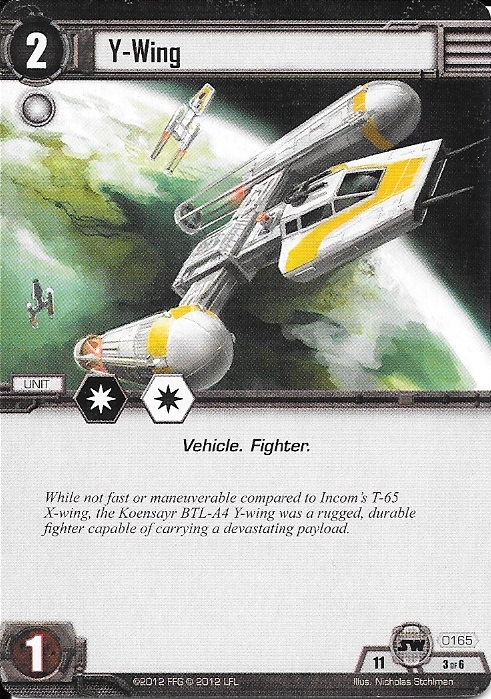 2
Y-Wing
UNIT
Vehicle. Fighter.
While not fast or maneuverable compared to Incom's T-65
X-wing, the Koensayr BTL-A4 Y-wing was a rugged, durable
fighter capable of carrying a devastating payload.
1
SW
0165
11
3 OF 6
©2012 FFG © 2012 LFL
Illus. Nicholas Stohlman